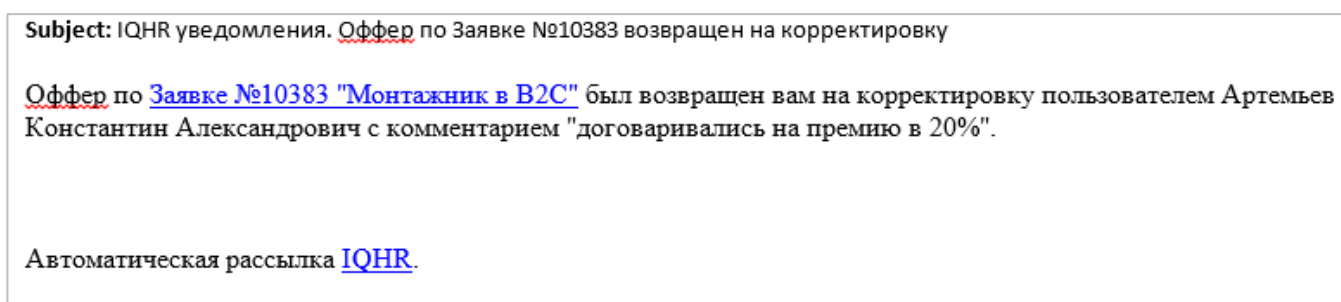 Subject: IQHR уведомления. Оффер по Заявке №10383 возвращен на корректировку
Оффер по Заявке №10383 "Монтажник в B2C" был возвращен вам на корректировку пользователем Артемьев
Константин Александрович с комментарием "договаривались на премию в 20%".
Автоматическая рассылка IQHR.